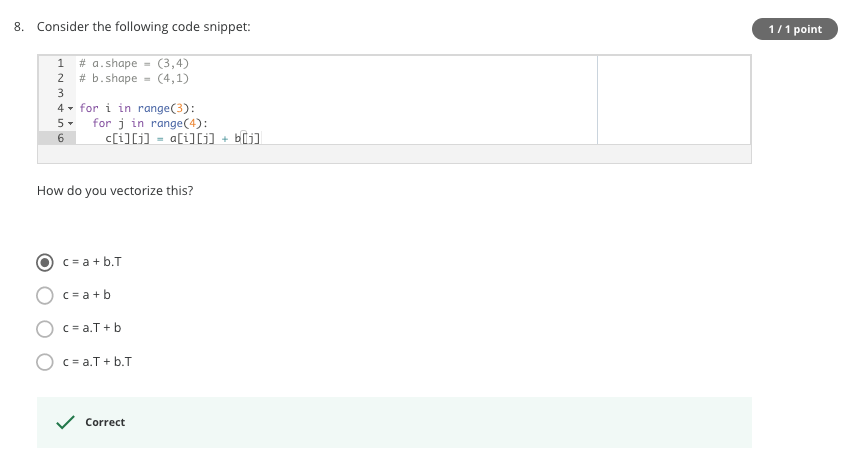 8. Consider the following code snippet:
1 / 1 point
1 # a.shape = (3,4)
2 # b.shape = (4,1)
3
4 for i in range(3):
5 for j in range(4):
6 c[i][j] = a[i][j] + b[j]
How do you vectorize this?
c = a + b.T
c = a + b
c = a.T + b
c = a.T + b.T
Correct